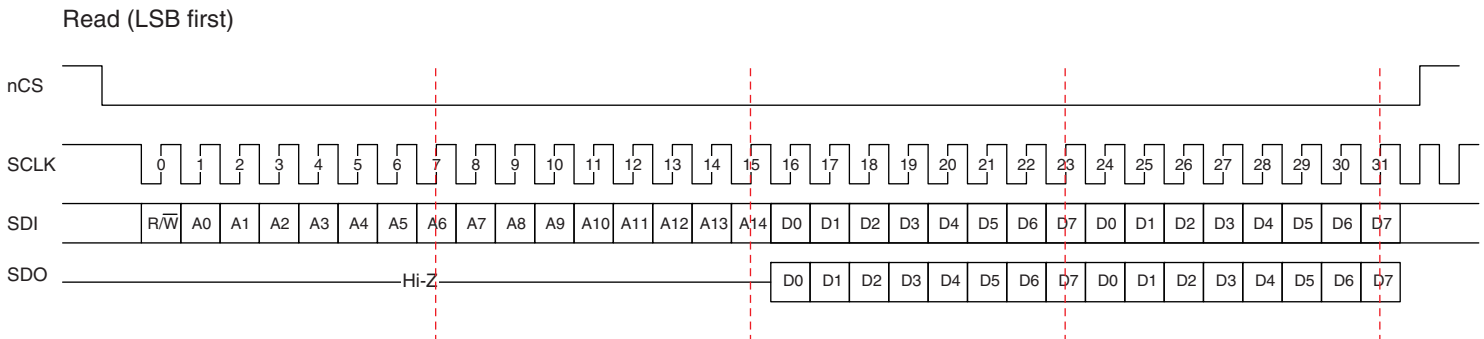 Read (LSB first)
nCS
SCLK 0 1 2 3 4 5 6 7 8 9 10 11 12 13 14 15 16 17 18 19 20 21 22 23 24 25 26 27 28 29 30 31
SDI R/W̅ A0 A1 A2 A3 A4 A5 A6 A7 A8 A9 A10 A11 A12 A13 A14 D0 D1 D2 D3 D4 D5 D6 D7 D0 D1 D2 D3 D4 D5 D6 D7
SDO Hi-Z D0 D1 D2 D3 D4 D5 D6 D7 D0 D1 D2 D3 D4 D5 D6 D7